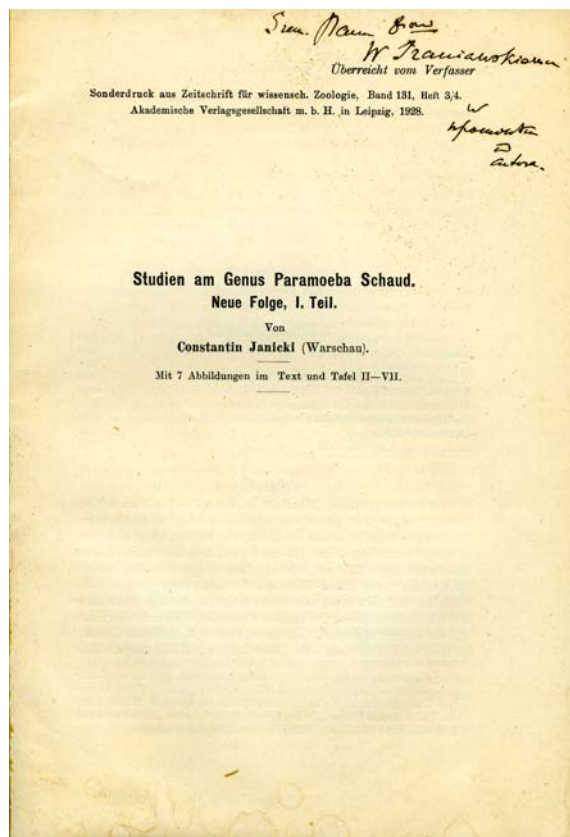 W
Überreicht vom Verfasser
Sonderdruck aus Zeitschrift für wissensch. Zoologie, Band 131, Heft 3/4.
Akademische Verlagsgesellschaft m. b. H. in Leipzig, 1928.
w
autora.
Studien am Genus Paramoeba Schaud.
Neue Folge, I. Teil.
Von
Constantin Janicki (Warschau).
Mit 7 Abbildungen im Text und Tafel II—VII.